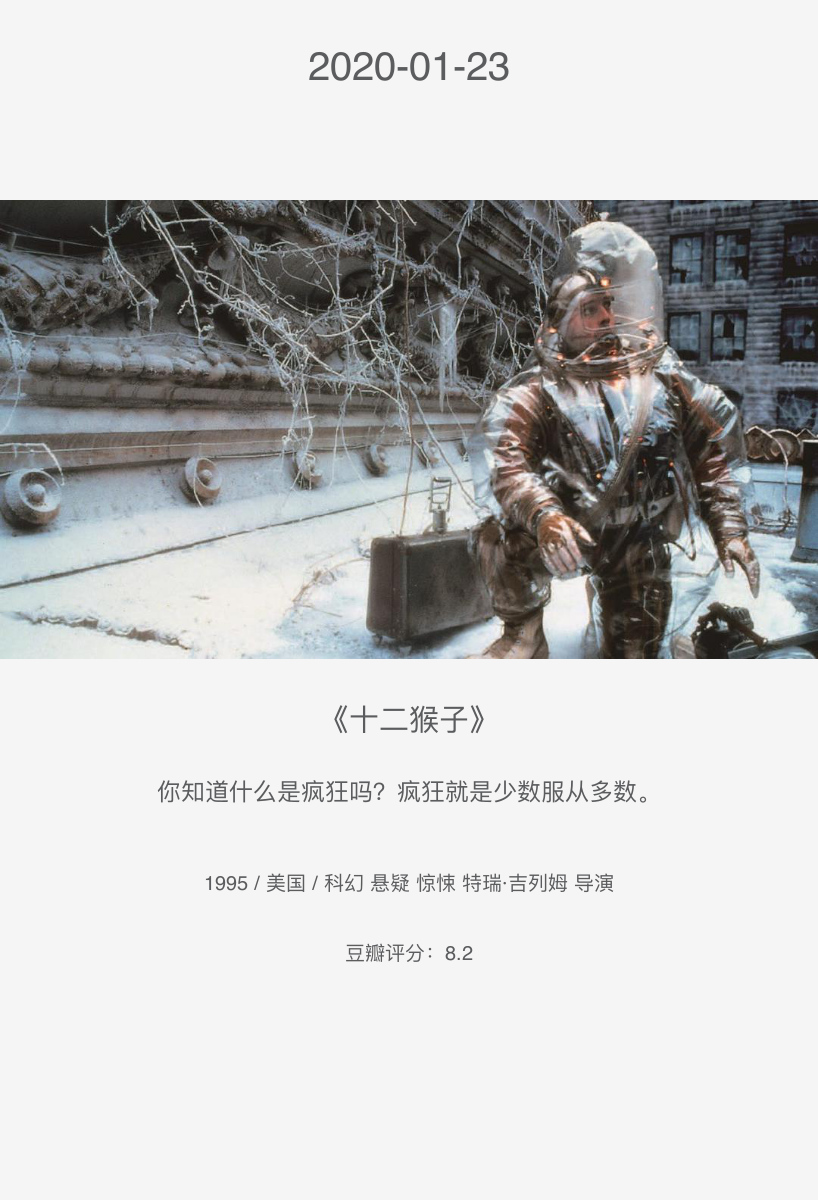 2020-01-23
《十二猴子》
你知道什么是疯狂吗？疯狂就是少数服从多数。
1995 / 美国 / 科幻 悬疑 惊悚 特瑞·吉列姆 导演
豆瓣评分：8.2